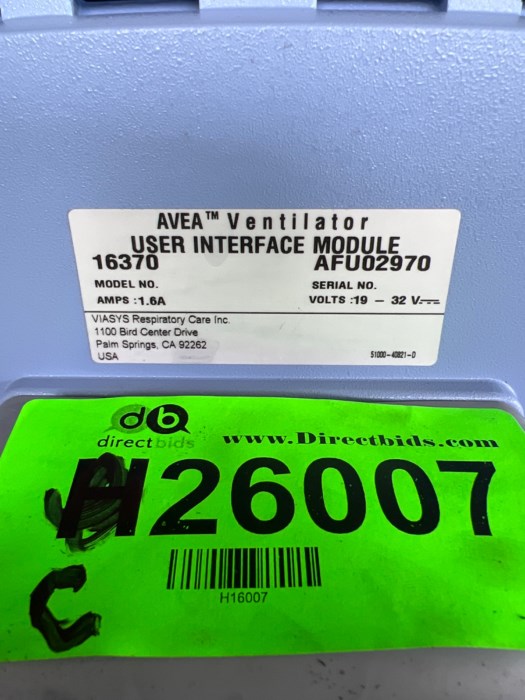 AVEA™ Ventilator
USER INTERFACE MODULE
16370 AFU02970
MODEL NO. SERIAL NO.
AMPS :1.6A VOLTS :19 – 32 V⎓
VIASYS Respiratory Care Inc.
1100 Bird Center Drive
Palm Springs, CA 92262
USA 51000-40821-D
db
directbids www.Directbids.com
H26007
H16007
C